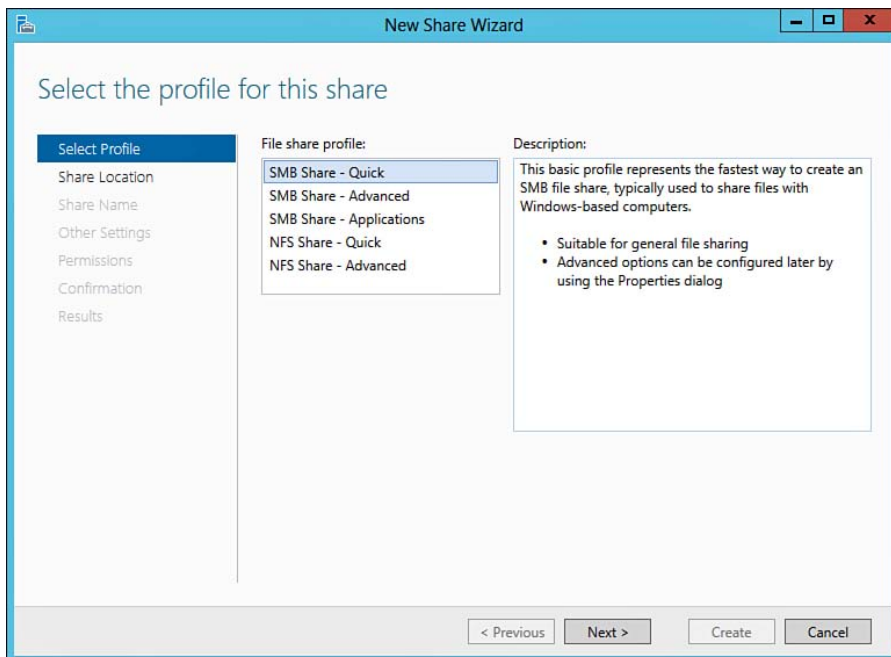 New Share Wizard
Select the profile for this share
Select Profile
Share Location
Share Name
Other Settings
Permissions
Confirmation
Results
File share profile:
SMB Share - Quick
SMB Share - Advanced
SMB Share - Applications
NFS Share - Quick
NFS Share - Advanced
Description:
This basic profile represents the fastest way to create an
SMB file share, typically used to share files with
Windows-based computers.
• Suitable for general file sharing
• Advanced options can be configured later by
using the Properties dialog
< Previous
Next >
Create
Cancel